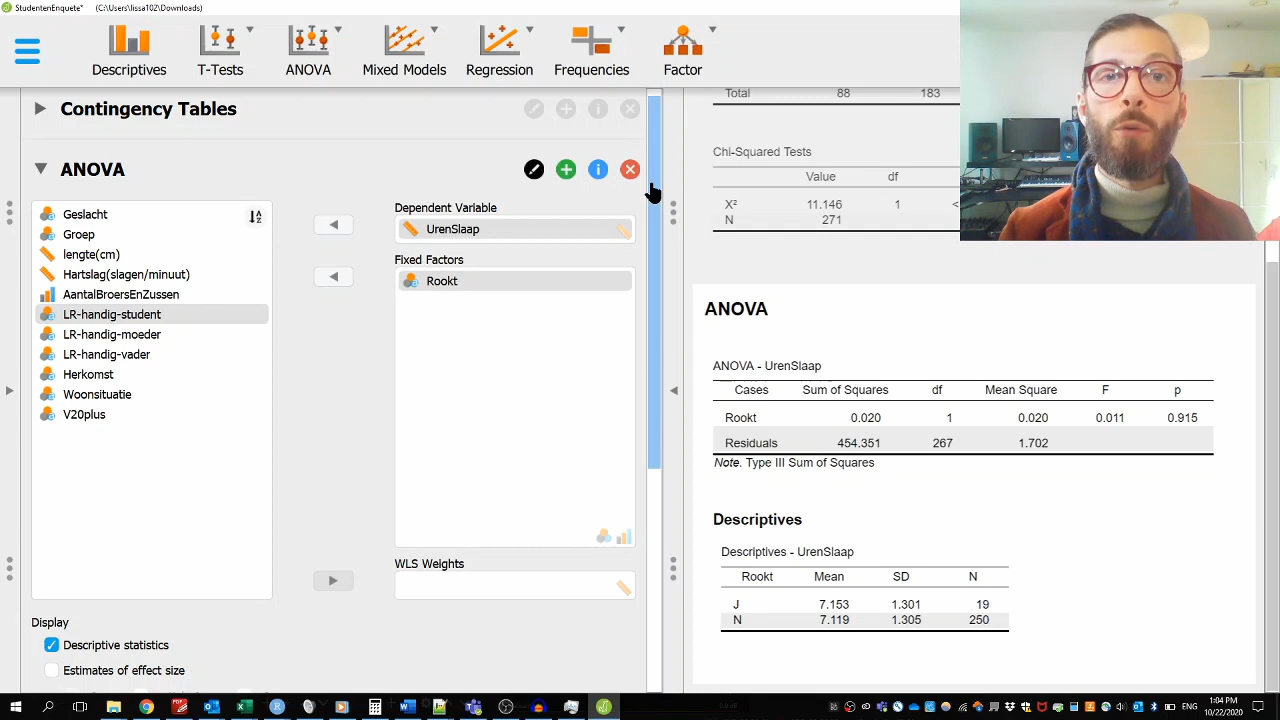 StudentenEnquete* (C:\Users\lissa102\Downloads)
Descriptives
T-Tests
ANOVA
Mixed Models
Regression
Frequencies
Factor
Contingency Tables
ANOVA
Geslacht
Groep
lengte(cm)
Hartslag(slagen/minuut)
AantalBroersEnZussen
LR-handig-student
LR-handig-moeder
LR-handig-vader
Herkomst
Woonsituatie
V20plus
Dependent Variable
UrenSlaap
Fixed Factors
Rookt
WLS Weights
Display
Descriptive statistics
Estimates of effect size
Total 88 183
Chi-Squared Tests
Value df
X² 11.146 1 <
N 271
ANOVA
ANOVA - UrenSlaap
Cases Sum of Squares df Mean Square F p
Rookt 0.020 1 0.020 0.011 0.915
Residuals 454.351 267 1.702
Note. Type III Sum of Squares
Descriptives
Descriptives - UrenSlaap
Rookt Mean SD N
J 7.153 1.301 19
N 7.119 1.305 250
1:04 PM
10/22/2020